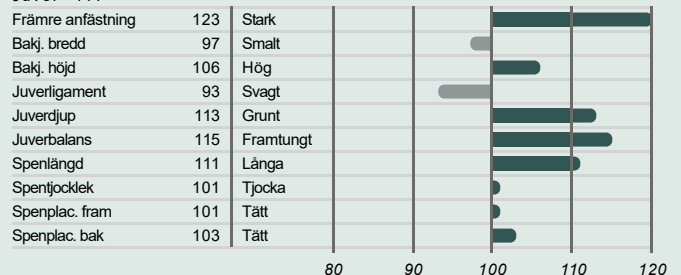 Främre anfästning 123 Stark
Bakj. bredd 97 Smalt
Bakj. höjd 106 Hög
Juverligament 93 Svagt
Juverdjup 113 Grunt
Juverbalans 115 Framtungt
Spenlängd 111 Långa
Spentjocklek 101 Tjocka
Spenplac. fram 101 Tätt
Spenplac. bak 103 Tätt
80 90 100 110 120